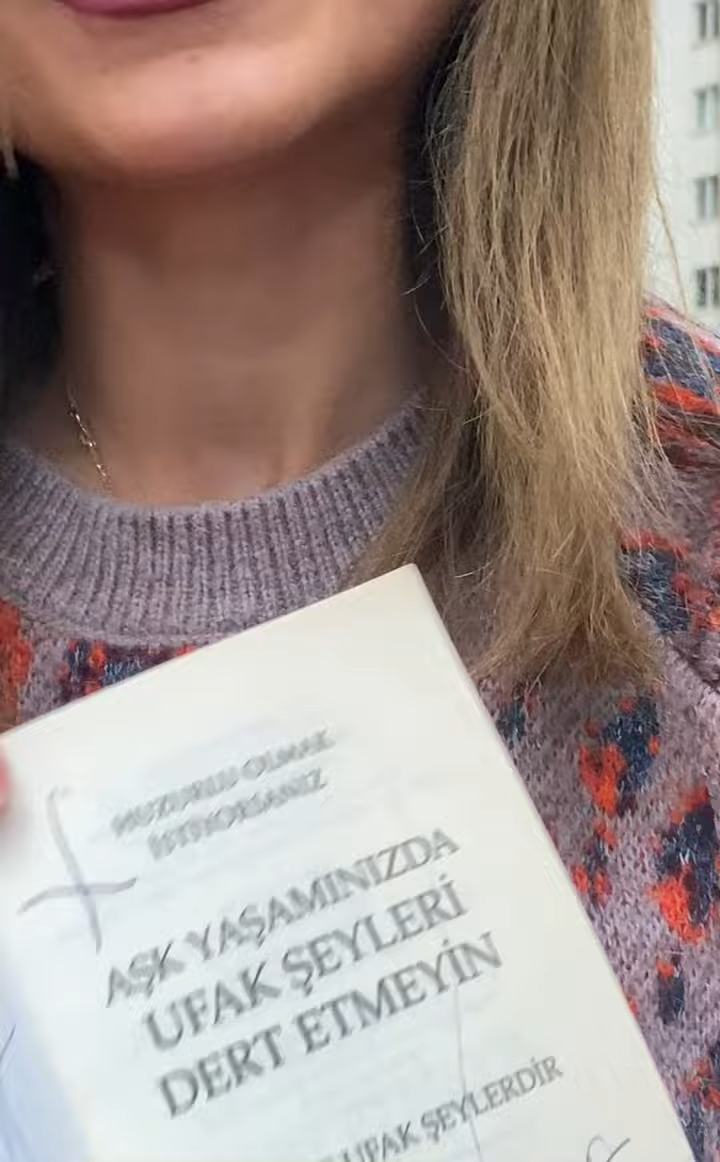 HUZURLU OLMAK
İSTİYORSANIZ
AŞK YAŞAMINIZDA
UFAK ŞEYLERİ
DERT ETMEYİN
UFAK ŞEYLERDİR